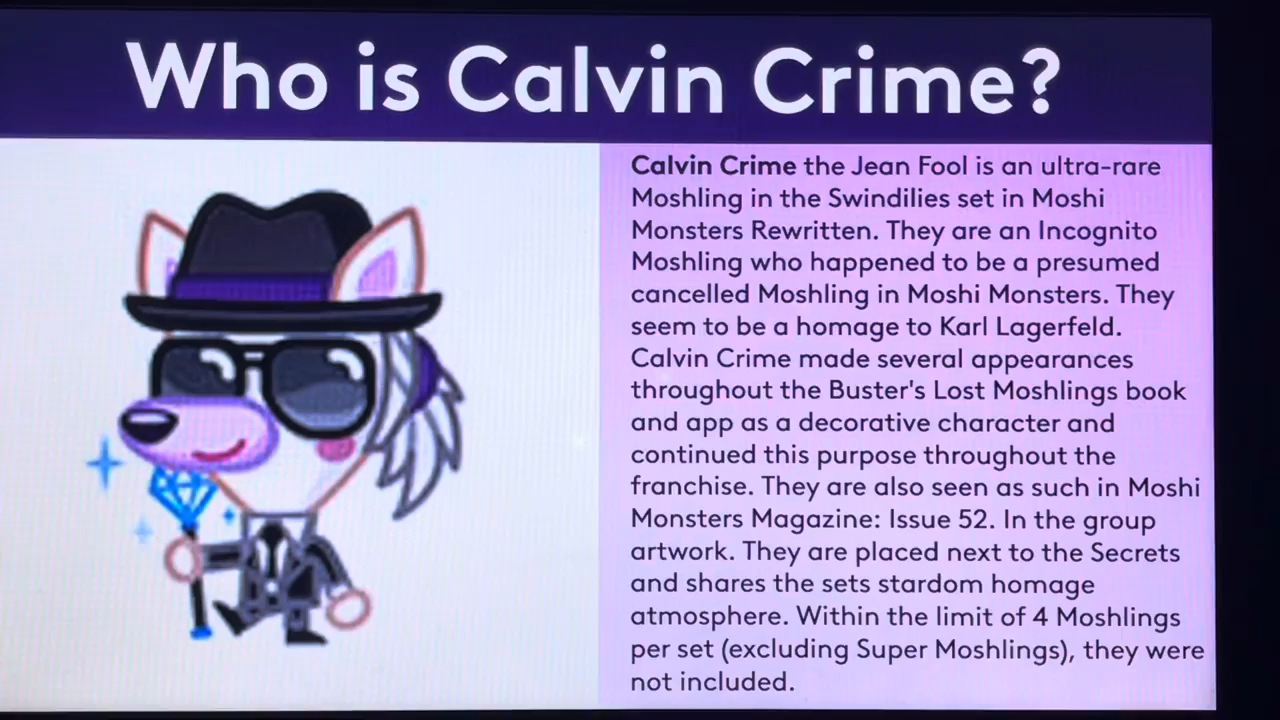 Who is Calvin Crime?
Calvin Crime the Jean Fool is an ultra-rare
Moshling in the Swindilies set in Moshi
Monsters Rewritten. They are an Incognito
Moshling who happened to be a presumed
cancelled Moshling in Moshi Monsters. They
seem to be a homage to Karl Lagerfeld.
Calvin Crime made several appearances
throughout the Buster's Lost Moshlings book
and app as a decorative character and
continued this purpose throughout the
franchise. They are also seen as such in Moshi
Monsters Magazine: Issue 52. In the group
artwork. They are placed next to the Secrets
and shares the sets stardom homage
atmosphere. Within the limit of 4 Moshlings
per set (excluding Super Moshlings), they were
not included.